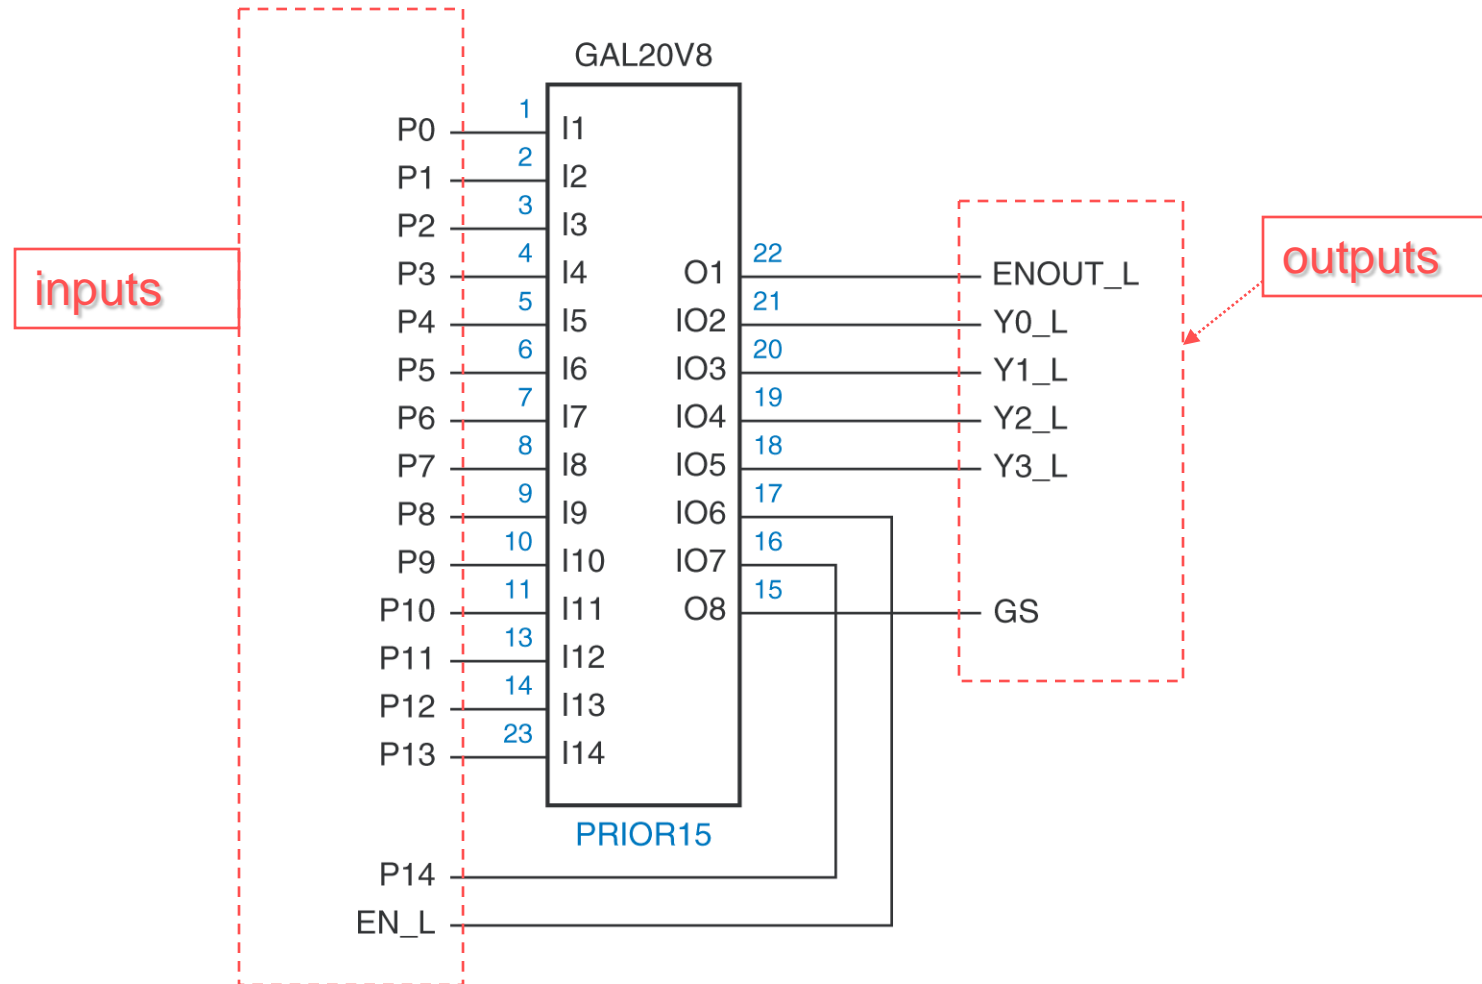 GAL20V8
P0 1 I1
P1 2 I2
P2 3 I3
P3 4 I4 O1 22 ENOUT_L
P4 5 I5 IO2 21 Y0_L
P5 6 I6 IO3 20 Y1_L
P6 7 I7 IO4 19 Y2_L
P7 8 I8 IO5 18 Y3_L
P8 9 I9 IO6 17
P9 10 I10 IO7 16
P10 11 I11 O8 15 GS
P11 13 I12
P12 14 I13
P13 23 I14
PRIOR15
P14
EN_L
inputs
outputs